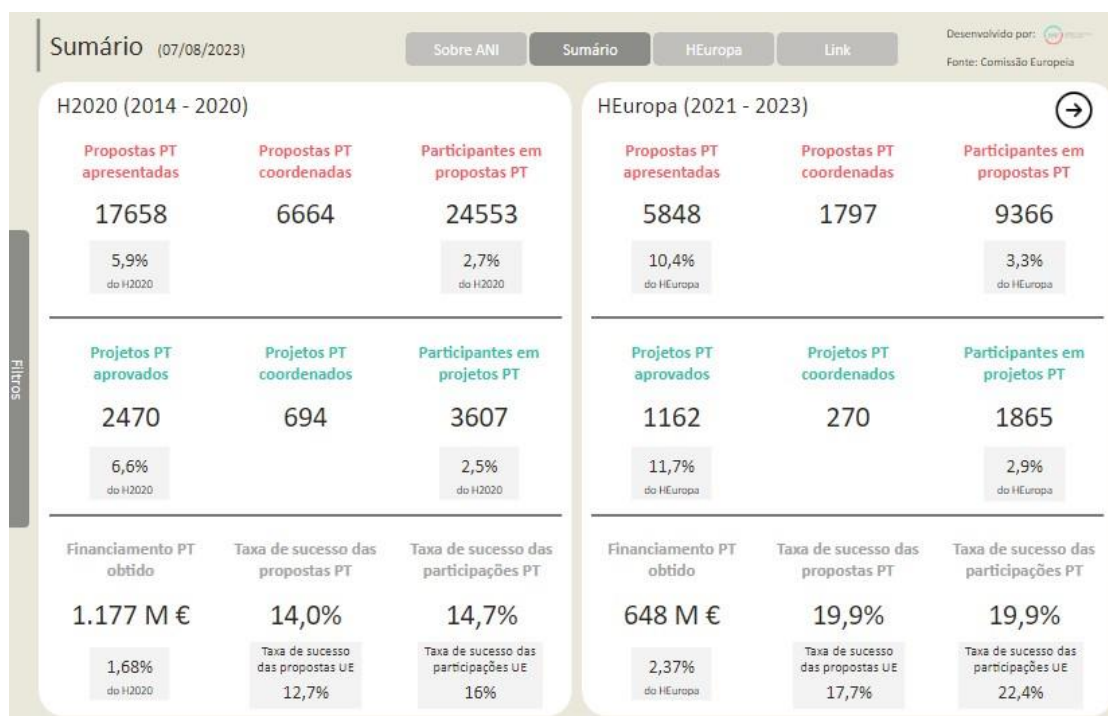 Sumário (07/08/2023)
Sobre ANI
Sumário
HEuropa
Link
Desenvolvido por:
Fonte: Comissão Europeia
Filtros
H2020 (2014 - 2020)
Propostas PT
apresentadas
17658
5,9%
do H2020
Propostas PT
coordenadas
6664
Participantes em
propostas PT
24553
2,7%
do H2020
Projetos PT
aprovados
2470
6,6%
do H2020
Projetos PT
coordenados
694
Participantes em
projetos PT
3607
2,5%
do H2020
Financiamento PT
obtido
1.177 M €
1,68%
do H2020
Taxa de sucesso das
propostas PT
14,0%
Taxa de sucesso
das propostas UE
12,7%
Taxa de sucesso das
participações PT
14,7%
Taxa de sucesso das
participações UE
16%
HEuropa (2021 - 2023)
Propostas PT
apresentadas
5848
10,4%
do HEuropa
Propostas PT
coordenadas
1797
Participantes em
propostas PT
9366
3,3%
do HEuropa
Projetos PT
aprovados
1162
11,7%
do HEuropa
Projetos PT
coordenados
270
Participantes em
projetos PT
1865
2,9%
do HEuropa
Financiamento PT
obtido
648 M €
2,37%
do HEuropa
Taxa de sucesso das
propostas PT
19,9%
Taxa de sucesso
das propostas UE
17,7%
Taxa de sucesso das
participações PT
19,9%
Taxa de sucesso das
participações UE
22,4%